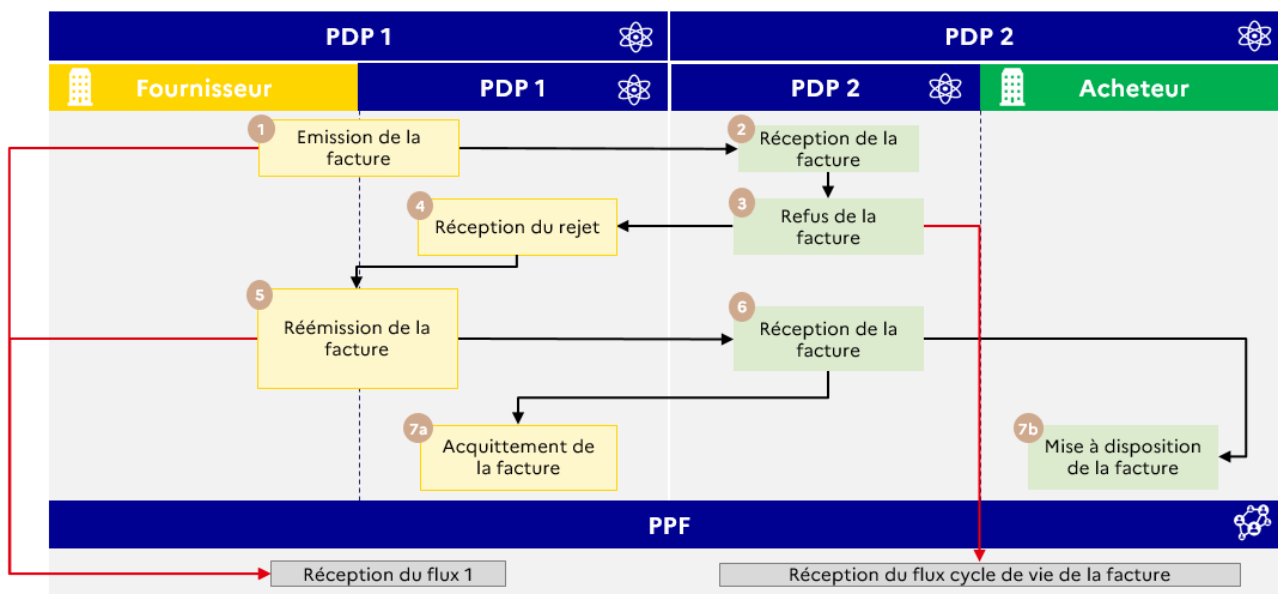 PDP 1
PDP 2
Fournisseur
PDP 1
PDP 2
Acheteur
1
Emission de la
facture
2
Réception de la
facture
3
Refus de la
facture
4
Réception du rejet
5
Réémission de la
facture
6
Réception de la
facture
7a
Acquittement de
la facture
7b
Mise à disposition
de la facture
PPF
Réception du flux 1
Réception du flux cycle de vie de la facture